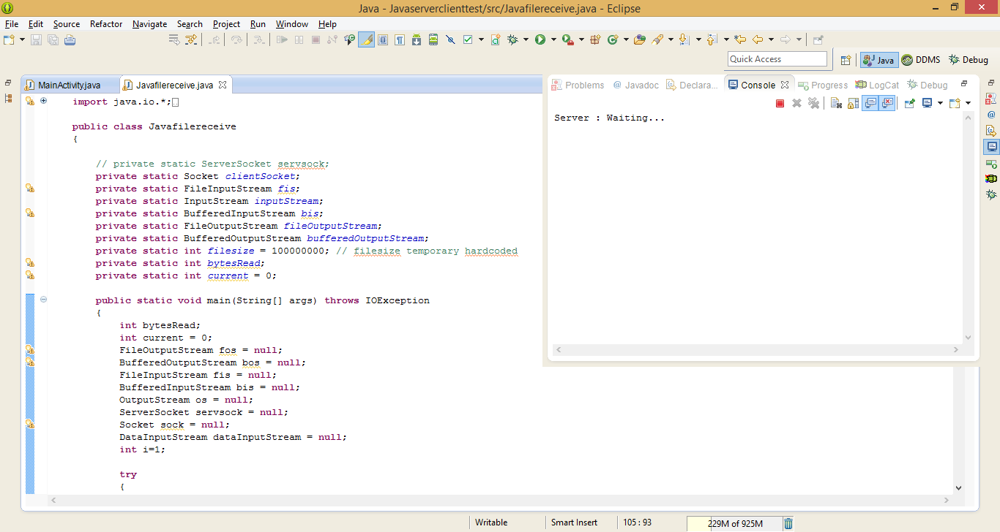 Java - Javaserverclienttest/src/Javafilereceive.java - Eclipse
File Edit Source Refactor Navigate Search Project Run Window Help
Quick Access
Java DDMS Debug
MainActivity.java Javafilereceive.java
Problems @ Javadoc Declara... Console Progress LogCat Debug
import java.io.*;
public class Javafilereceive
{
// private static ServerSocket servsock;
private static Socket clientSocket;
private static FileInputStream fis;
private static InputStream inputStream;
private static BufferedInputStream bis;
private static FileOutputStream fileOutputStream;
private static BufferedOutputStream bufferedOutputStream;
private static int filesize = 100000000; // filesize temporary hardcoded
private static int bytesRead;
private static int current = 0;
public static void main(String[] args) throws IOException
{
int bytesRead;
int current = 0;
FileOutputStream fos = null;
BufferedOutputStream bos = null;
FileInputStream fis = null;
BufferedInputStream bis = null;
OutputStream os = null;
ServerSocket servsock = null;
Socket sock = null;
DataInputStream dataInputStream = null;
int i=1;
try
{
Server : Waiting...
Writable Smart Insert 105 : 93 229M of 925M